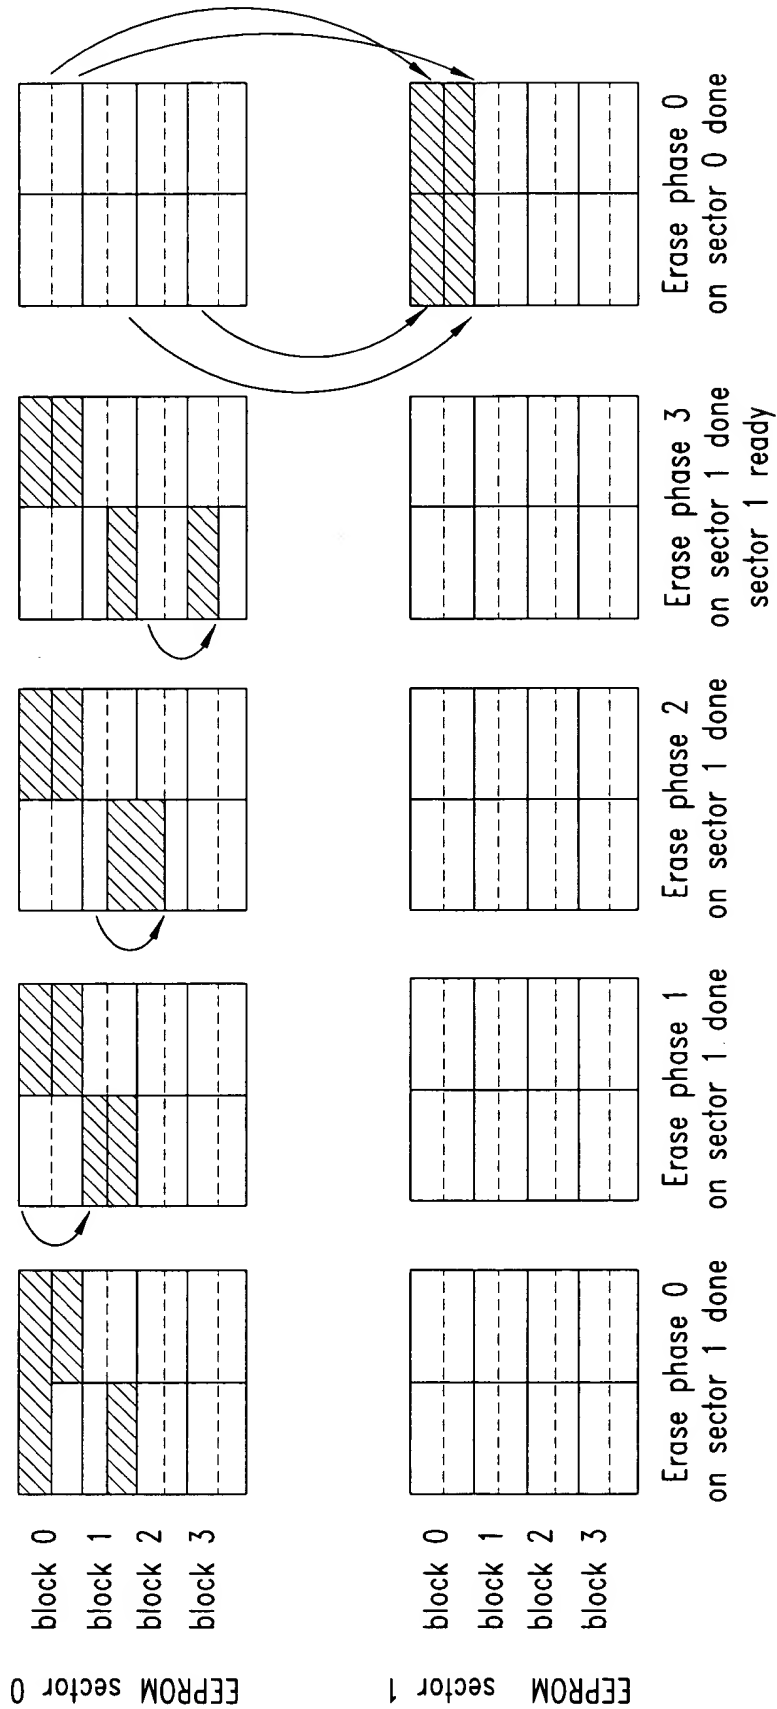 EEPROM sector 0
block 0
block 1
block 2
block 3
EEPROM sector 1
block 0
block 1
block 2
block 3
Erase phase 0
on sector 1 done
Erase phase 1
on sector 1 done
Erase phase 2
on sector 1 done
Erase phase 3
on sector 1 done
sector 1 ready
Erase phase 0
on sector 0 done